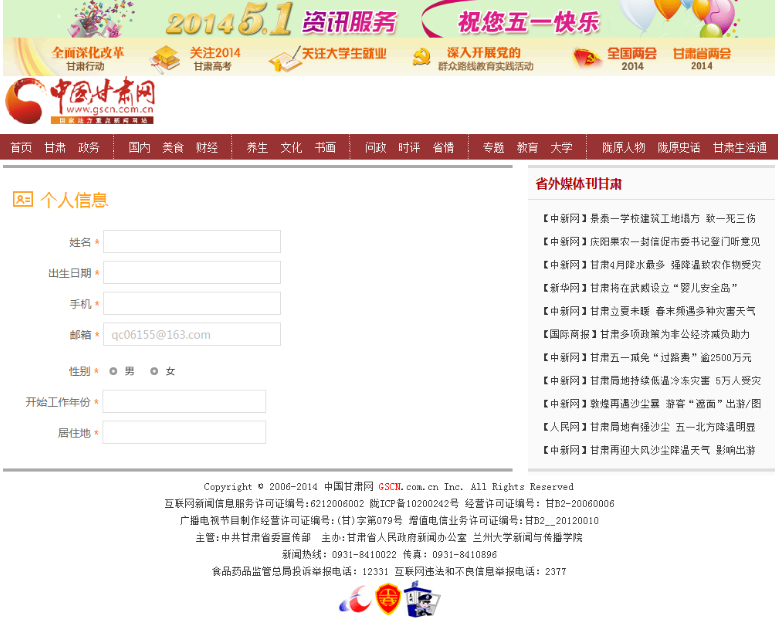 2014 5.1 资讯服务 祝您五一快乐
全面深化改革 甘肃行动
关注2014 甘肃高考
关注大学生就业
深入开展党的 群众路线教育实践活动
全国两会 2014
甘肃省两会 2014
中国甘肃网
www.gscn.com.cn
国家地方重点新闻网站
首页 甘肃 政务 国内 美食 财经 养生 文化 书画 问政 时评 省情 专题 教育 大学 陇原人物 陇原史话 甘肃生活通
个人信息
姓名 *
出生日期 *
手机 *
邮箱 * qc06155@163.com
性别 * 男 女
开始工作年份 *
居住地 *
省外媒体刊甘肃
【中新网】景泰一学校建筑工地塌方 致一死三伤
【中新网】庆阳果农一封信促市委书记登门听意见
【中新网】甘肃4月降水最多 强降温致农作物受灾
【新华网】甘肃将在武威设立“婴儿安全岛”
【中新网】甘肃立夏未暖 春末频遇多种灾害天气
【国际商报】甘肃多项政策为非公经济减负助力
【中新网】甘肃五一减免“过路费”逾2500万元
【中新网】甘肃局地持续低温冷冻灾害 5万人受灾
【中新网】敦煌再遇沙尘暴 游客“遮面”出游/图
【人民网】甘肃局地有强沙尘 五一北方降温明显
【中新网】甘肃再迎大风沙尘降温天气 影响出游
Copyright © 2006-2014 中国甘肃网 GSCN.com.cn Inc. All Rights Reserved
互联网新闻信息服务许可证编号:6212006002 陇ICP备10200242号 经营许可证编号: 甘B2-20060006
广播电视节目制作经营许可证编号:(甘)字第079号 增值电信业务许可证编号:甘B2__20120010
主管:中共甘肃省委宣传部 主办:甘肃省人民政府新闻办公室 兰州大学新闻与传播学院
新闻热线: 0931-8410022 传真: 0931-8410896
食品药品监管总局投诉举报电话: 12331 互联网违法和不良信息举报电话: 2377